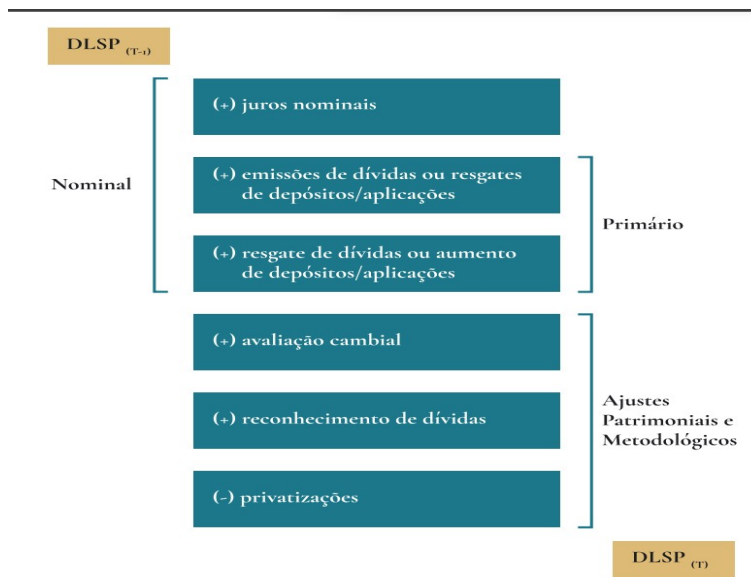 DLSP (T-1)
(+) juros nominais
Nominal
(+) emissões de dívidas ou resgates
de depósitos/aplicações
Primário
(+) resgate de dívidas ou aumento
de depósitos/aplicações
(+) avaliação cambial
(+) reconhecimento de dívidas
Ajustes
Patrimoniais e
Metodológicos
(-) privatizações
DLSP (T)